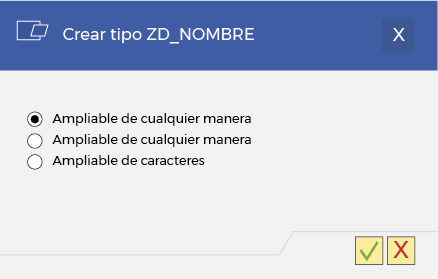 Crear tipo ZD_NOMBRE
X
Ampliable de cualquier manera
Ampliable de cualquier manera
Ampliable de caracteres
X